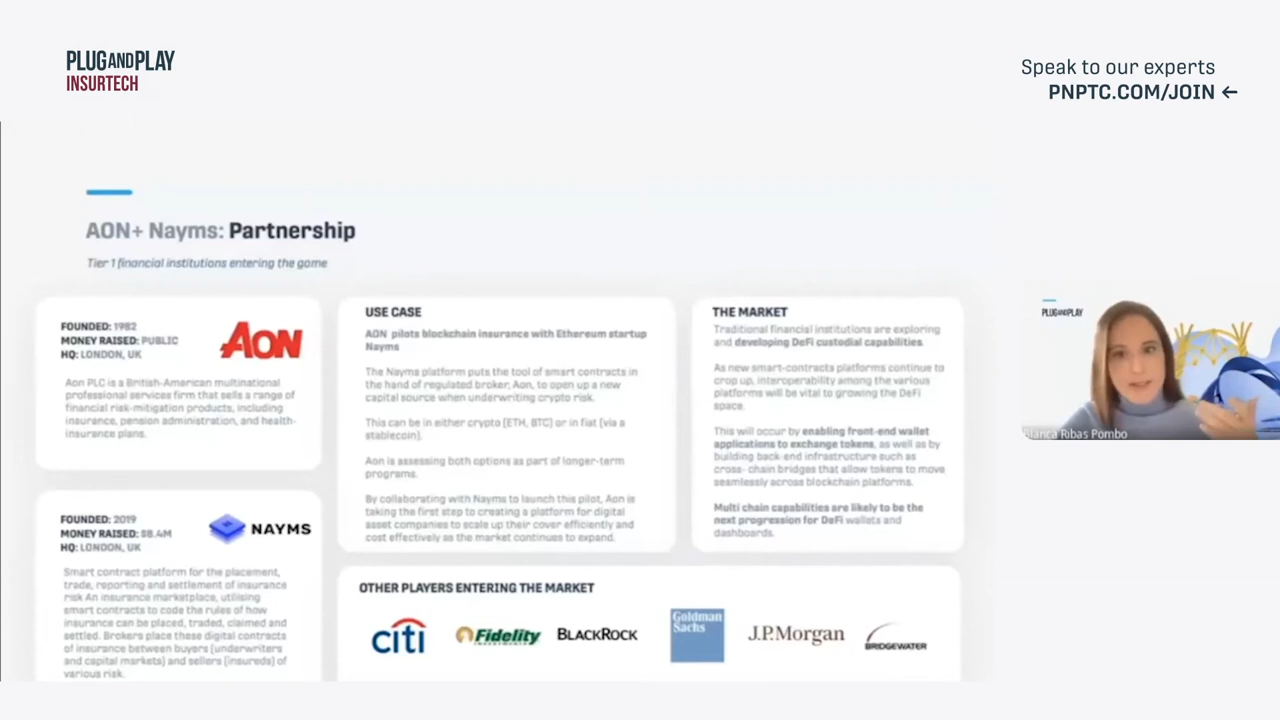 PLUGANDPLAY
INSURTECH
Speak to our experts
PNPTC.COM/JOIN ←
AON+ Nayms: Partnership
Tier 1 financial institutions entering the game
FOUNDED: 1982
MONEY RAISED: PUBLIC
HQ: LONDON, UK
AON
Aon PLC is a British-American multinational
professional services firm that sells a range of
financial risk-mitigation products, including
insurance, pension administration, and health-
insurance plans.
FOUNDED: 2019
MONEY RAISED: $8.4M
HQ: LONDON, UK
NAYMS
Smart contract platform for the placement,
trade, reporting and settlement of insurance
risk An insurance marketplace, utilising
smart contracts to code the rules of how
insurance can be placed, traded, claimed and
settled. Brokers place these digital contracts
of insurance between buyers (underwriters
and capital markets) and sellers (insureds) of
various risk.
USE CASE
AON pilots blockchain insurance with Ethereum startup
Nayms
The Nayms platform puts the tool of smart contracts in
the hand of regulated broker, Aon, to open up a new
capital source when underwriting crypto risk.
This can be in either crypto (ETH, BTC) or in fiat (via a
stablecoin).
Aon is assessing both options as part of longer-term
programs.
By collaborating with Nayms to launch this pilot, Aon is
taking the first step to creating a platform for digital
asset companies to scale up their cover efficiently and
cost effectively as the market continues to expand.
THE MARKET
Traditional financial institutions are exploring
and developing DeFi custodial capabilities.
As new smart-contracts platforms continue to
crop up, interoperability among the various
platforms will be vital to growing the DeFi
space.
This will occur by enabling front-end wallet
applications to exchange tokens, as well as by
building back-end infrastructure such as
cross- chain bridges that allow tokens to move
seamlessly across blockchain platforms.
Multi chain capabilities are likely to be the
next progression for DeFi wallets and
dashboards.
OTHER PLAYERS ENTERING THE MARKET
citi
Fidelity
INVESTMENTS
BLACKROCK
Goldman
Sachs
J.P.Morgan
BRIDGEWATER
PLUGANDPLAY
Blanca Ribas Pombo